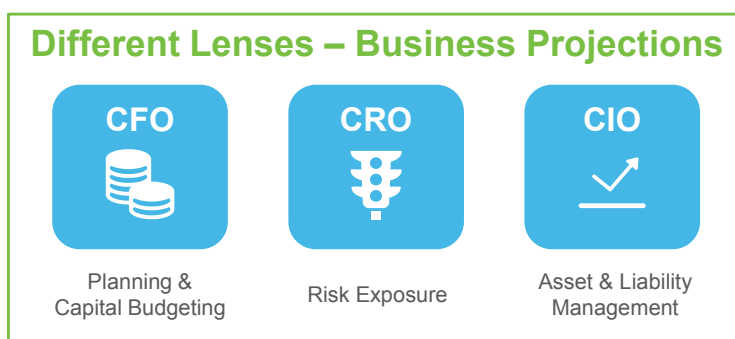 Different Lenses – Business Projections
CFO
CRO
CIO
Planning &
Capital Budgeting
Risk Exposure
Asset & Liability
Management